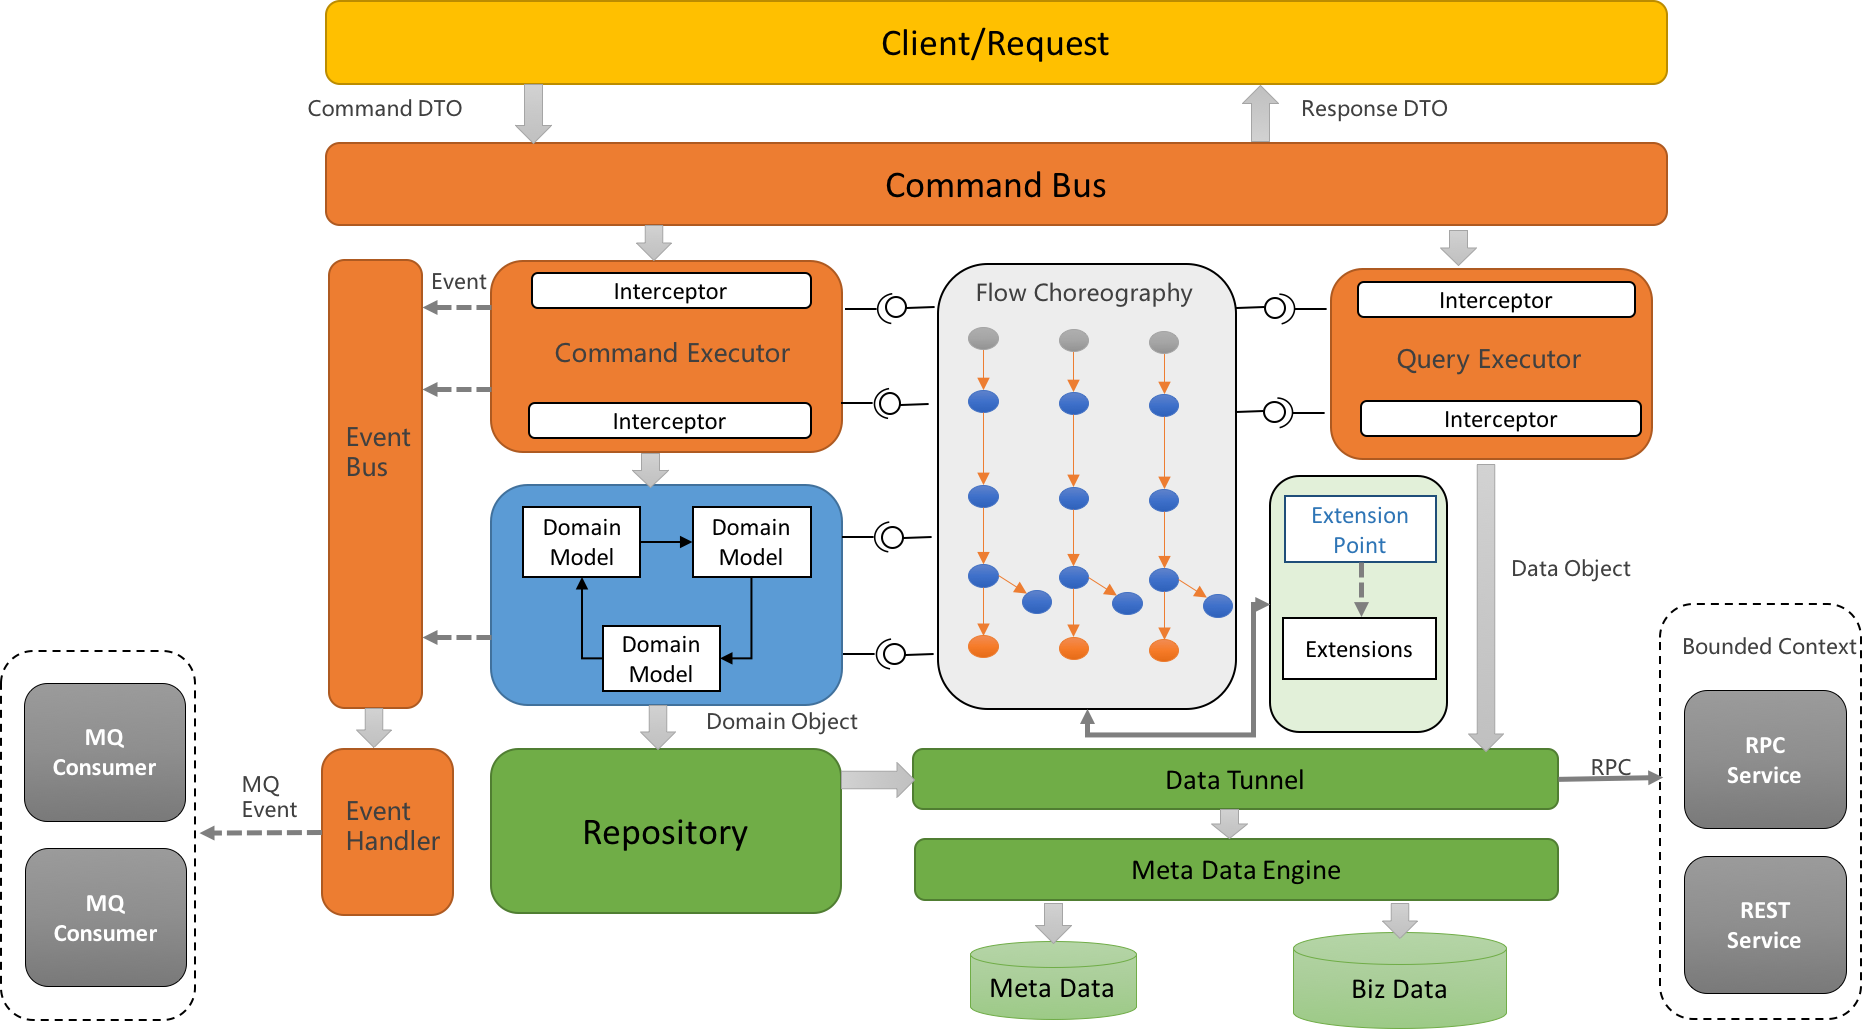 Client/Request
Command DTO
Response DTO
Command Bus
Event
Interceptor
Command Executor
Interceptor
Flow Choreography
Interceptor
Query Executor
Interceptor
Event
Bus
Domain
Model
Domain
Model
Domain
Model
Extension
Point
Extensions
Data Object
Domain Object
Bounded Context
MQ
Consumer
MQ
Consumer
MQ
Event
Event
Handler
Repository
Data Tunnel
RPC
Meta Data Engine
Meta Data
Biz Data
RPC
Service
REST
Service